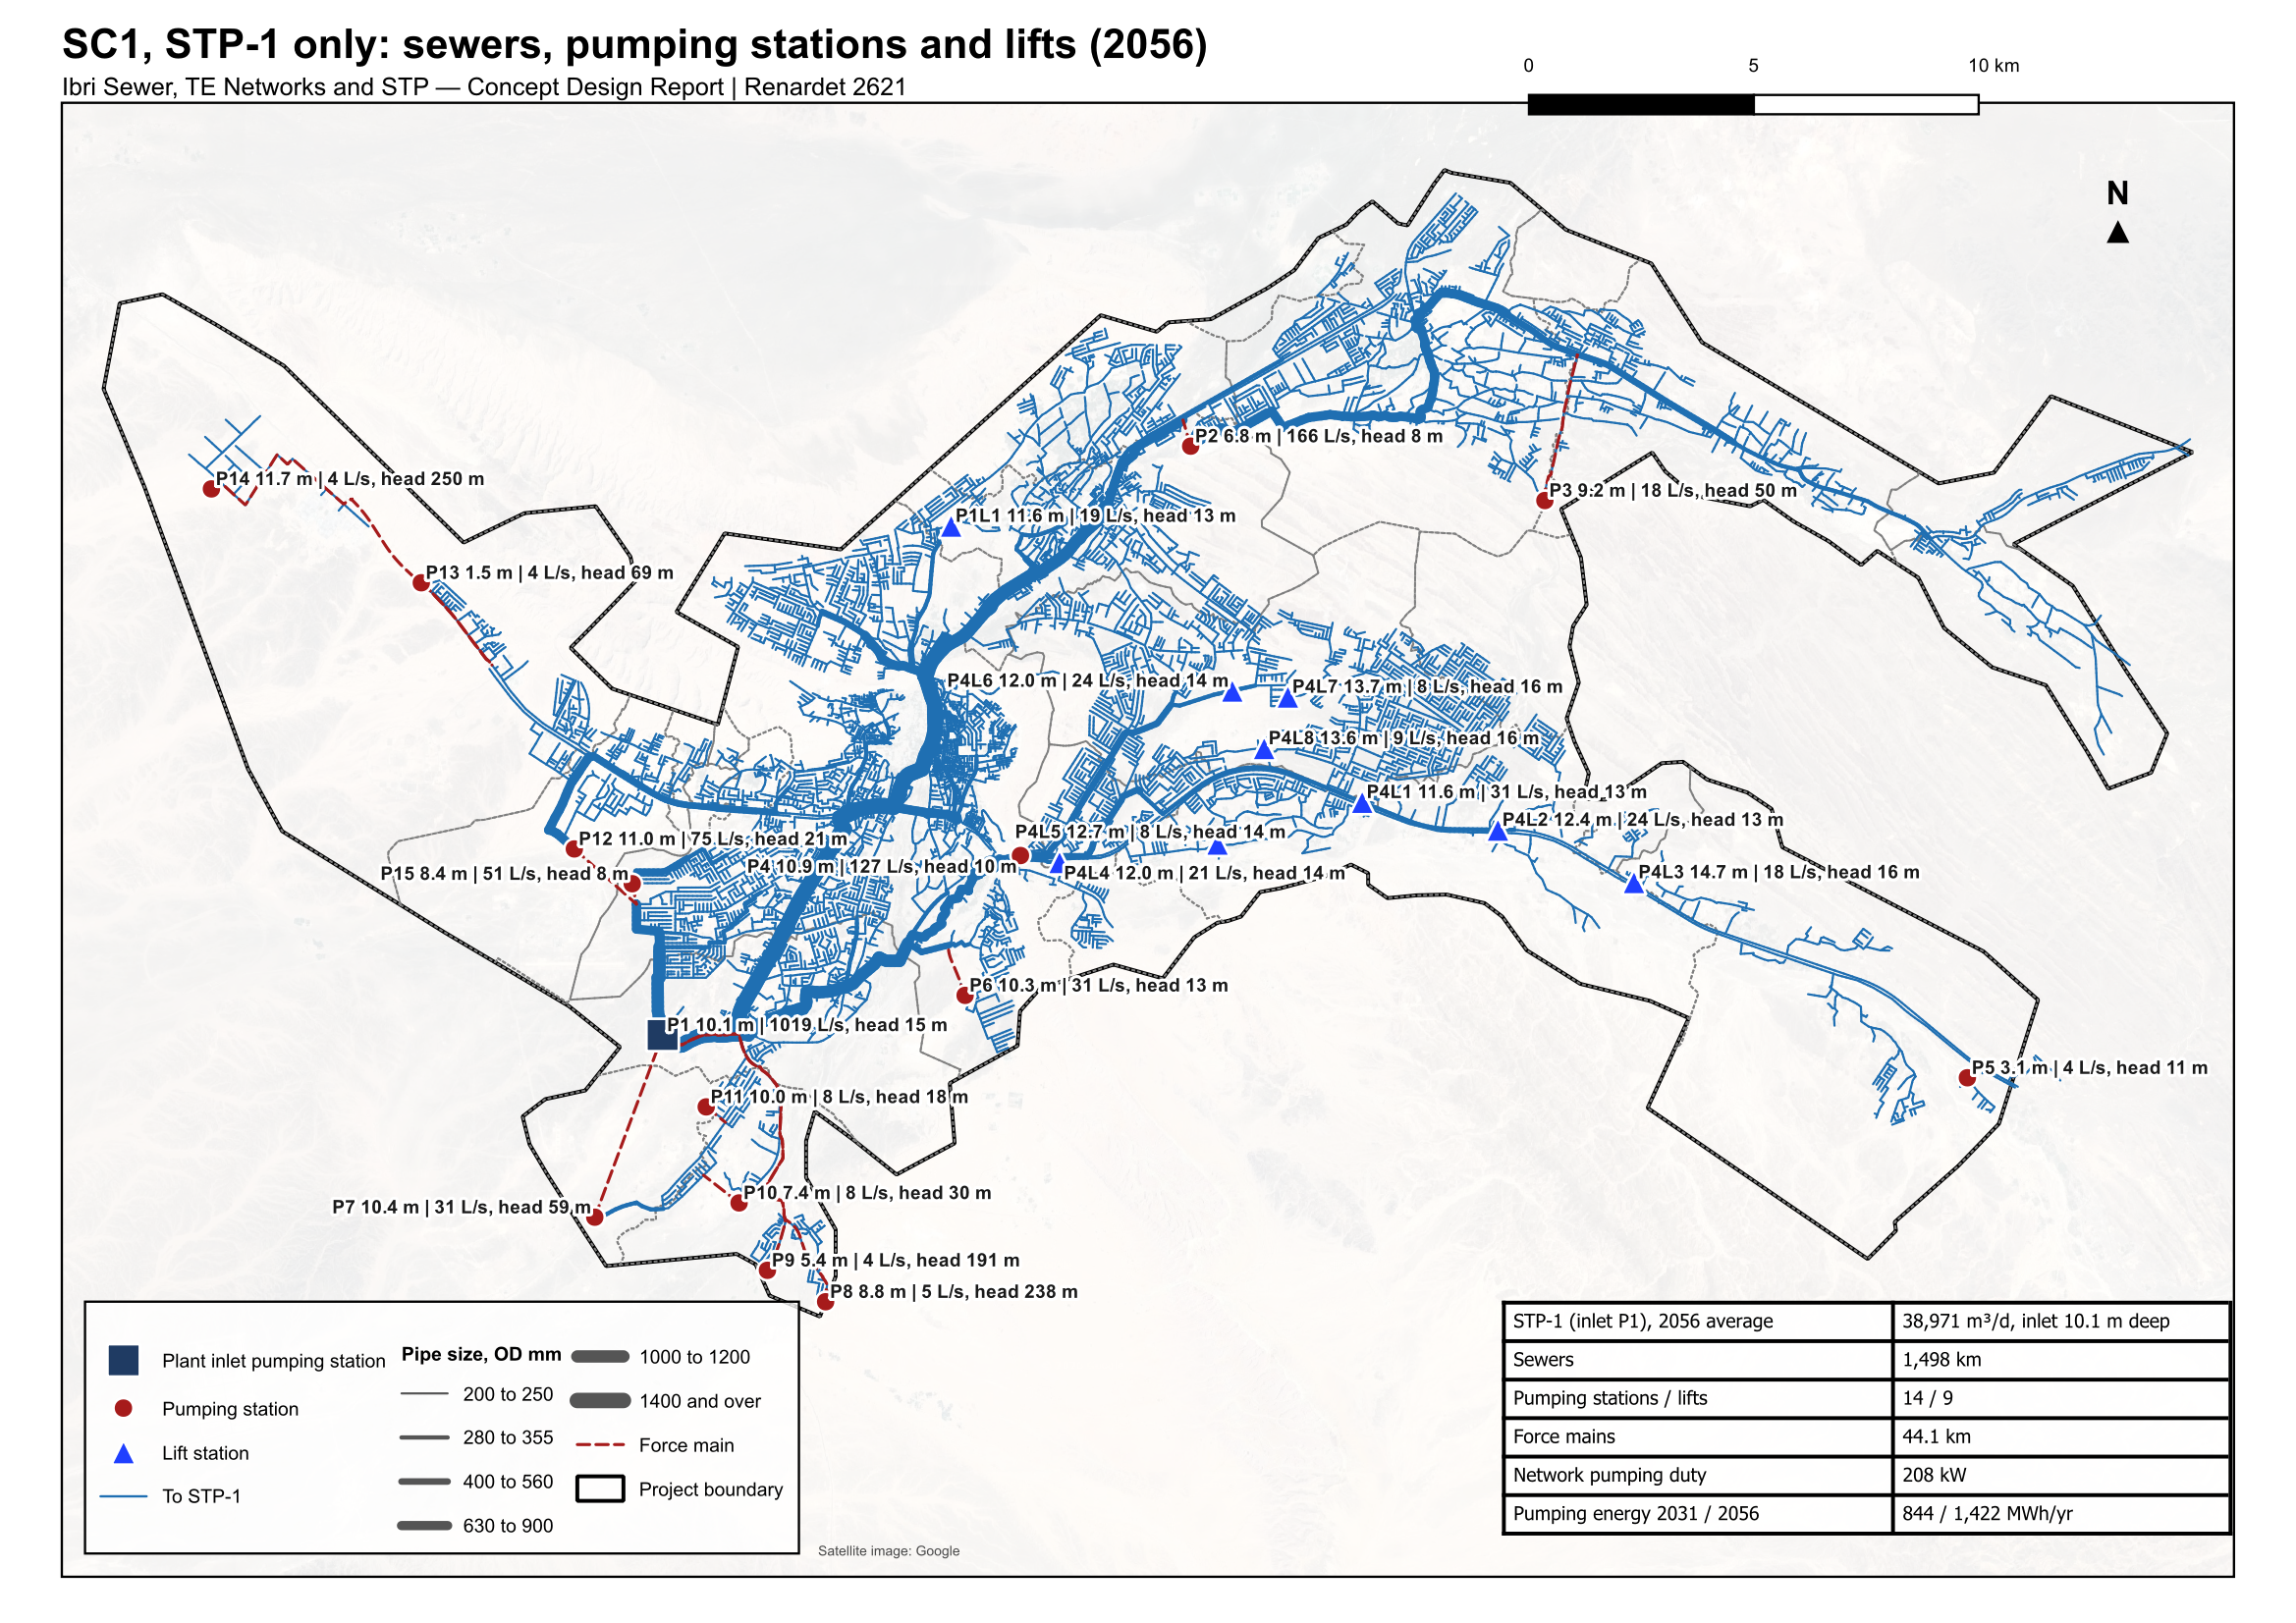 SC1, STP-1 only: sewers, pumping stations and lifts (2056)
Ibri Sewer, TE Networks and STP — Concept Design Report | Renardet 2621
0 5 10 km
N
P2 6.8 m | 166 L/s, head 8 m
P14 11.7 m | 4 L/s, head 250 m
P3 9.2 m | 18 L/s, head 50 m
P1L1 11.6 m | 19 L/s, head 13 m
P13 1.5 m | 4 L/s, head 69 m
P4L6 12.0 m | 24 L/s, head 14 m
P4L7 13.7 m | 8 L/s, head 16 m
P4L8 13.6 m | 9 L/s, head 16 m
P4L1 11.6 m | 31 L/s, head 13 m
P4L2 12.4 m | 24 L/s, head 13 m
P4L5 12.7 m | 8 L/s, head 14 m
P12 11.0 m | 75 L/s, head 21 m
P4 10.9 m | 127 L/s, head 10 m
P15 8.4 m | 51 L/s, head 8 m
P4L4 12.0 m | 21 L/s, head 14 m
P4L3 14.7 m | 18 L/s, head 16 m
P6 10.3 m | 31 L/s, head 13 m
P1 10.1 m | 1019 L/s, head 15 m
P5 3.1 m | 4 L/s, head 11 m
P11 10.0 m | 8 L/s, head 18 m
P10 7.4 m | 8 L/s, head 30 m
P7 10.4 m | 31 L/s, head 59 m
P9 5.4 m | 4 L/s, head 191 m
P8 8.8 m | 5 L/s, head 238 m
Plant inlet pumping station
Pumping station
Lift station
To STP-1
Pipe size, OD mm
200 to 250
280 to 355
400 to 560
630 to 900
1000 to 1200
1400 and over
Force main
Project boundary
Satellite image: Google
STP-1 (inlet P1), 2056 average 38,971 m³/d, inlet 10.1 m deep
Sewers 1,498 km
Pumping stations / lifts 14 / 9
Force mains 44.1 km
Network pumping duty 208 kW
Pumping energy 2031 / 2056 844 / 1,422 MWh/yr